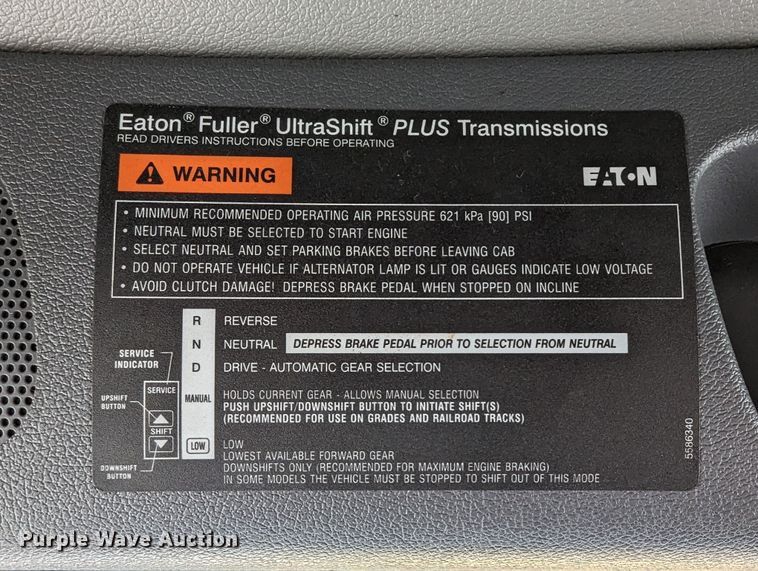 Eaton® Fuller® UltraShift® PLUS Transmissions
READ DRIVERS INSTRUCTIONS BEFORE OPERATING
WARNING
EATON
• MINIMUM RECOMMENDED OPERATING AIR PRESSURE 621 kPa [90] PSI
• NEUTRAL MUST BE SELECTED TO START ENGINE
• SELECT NEUTRAL AND SET PARKING BRAKES BEFORE LEAVING CAB
• DO NOT OPERATE VEHICLE IF ALTERNATOR LAMP IS LIT OR GAUGES INDICATE LOW VOLTAGE
• AVOID CLUTCH DAMAGE! DEPRESS BRAKE PEDAL WHEN STOPPED ON INCLINE
R REVERSE
N NEUTRAL DEPRESS BRAKE PEDAL PRIOR TO SELECTION FROM NEUTRAL
D DRIVE - AUTOMATIC GEAR SELECTION
SERVICE
INDICATOR
SERVICE
UPSHIFT
BUTTON
SHIFT
DOWNSHIFT
BUTTON
MANUAL
HOLDS CURRENT GEAR - ALLOWS MANUAL SELECTION
PUSH UPSHIFT/DOWNSHIFT BUTTON TO INITIATE SHIFT(S)
(RECOMMENDED FOR USE ON GRADES AND RAILROAD TRACKS)
LOW
LOW
LOWEST AVAILABLE FORWARD GEAR
DOWNSHIFTS ONLY (RECOMMENDED FOR MAXIMUM ENGINE BRAKING)
IN SOME MODELS THE VEHICLE MUST BE STOPPED TO SHIFT OUT OF THIS MODE
5586340
Purple Wave Auction